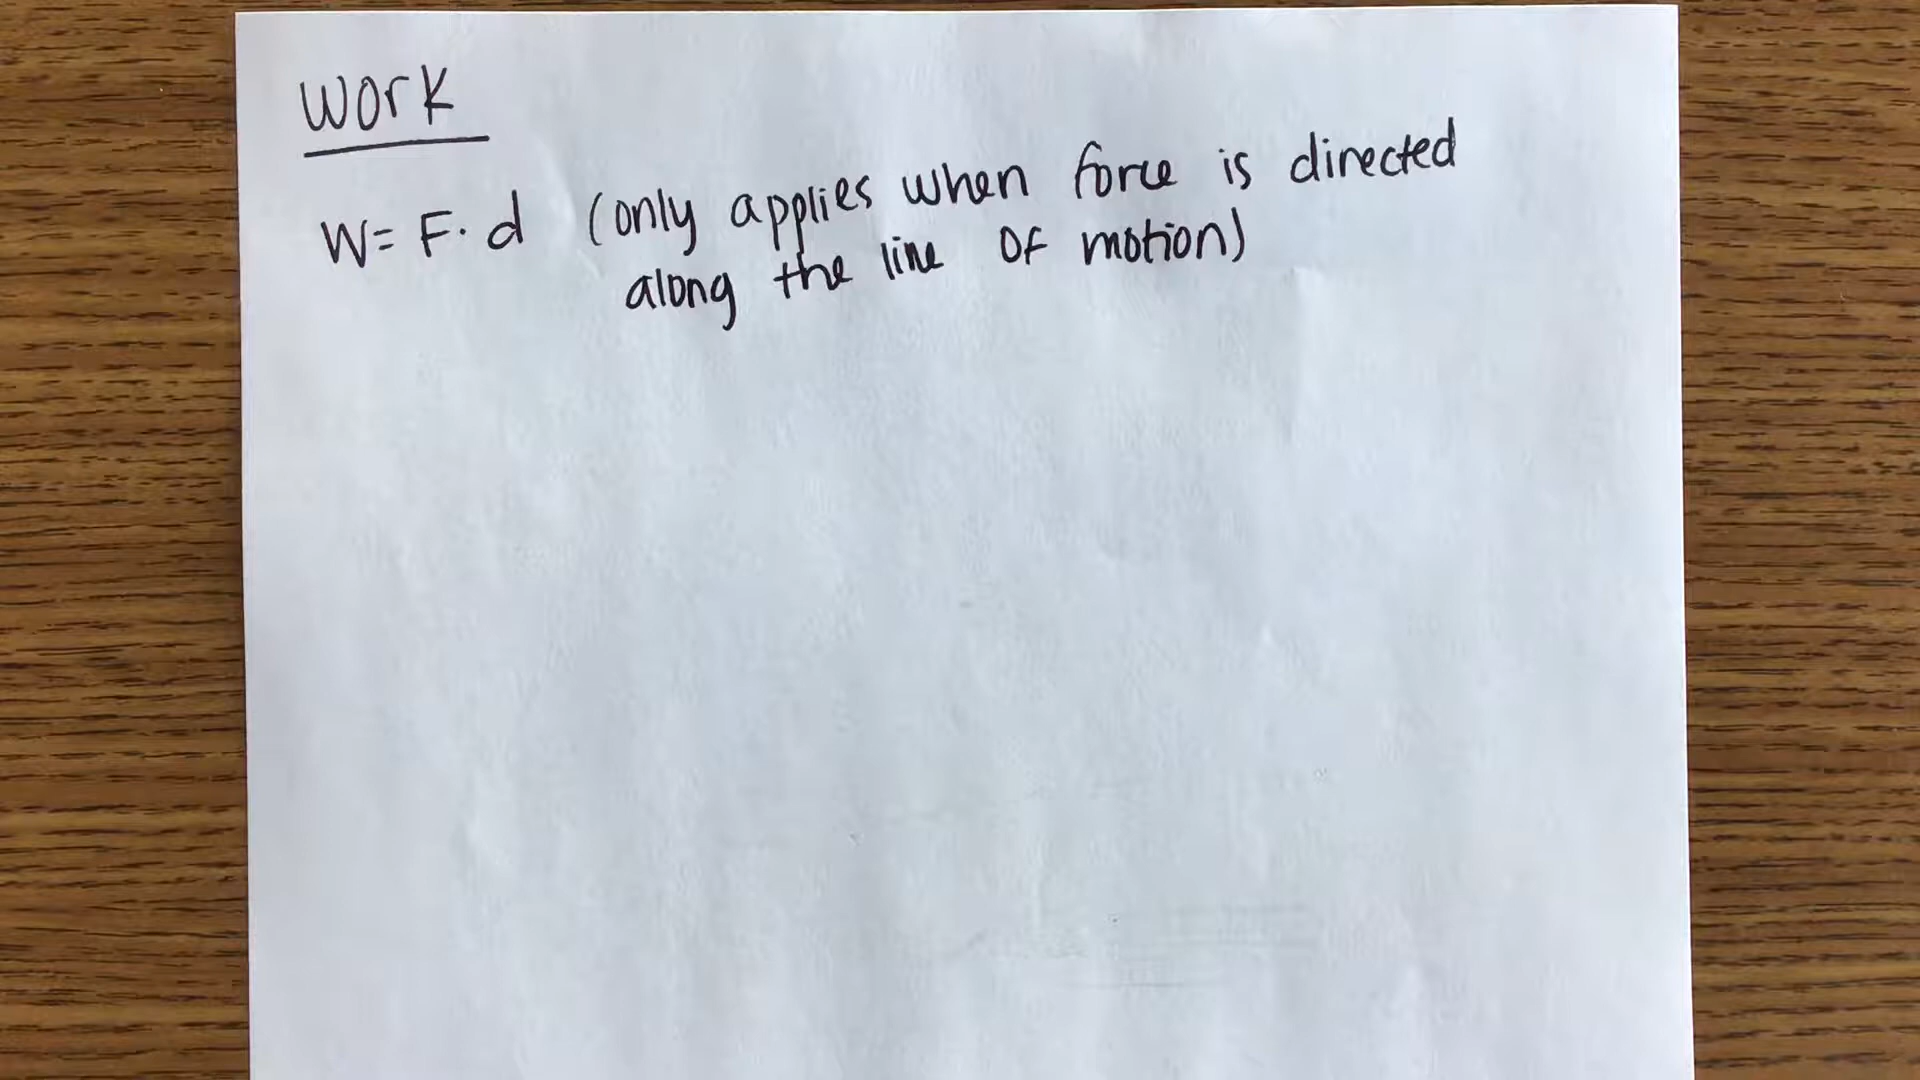 Work
W= F·d (only applies when force is directed
along the line of motion)